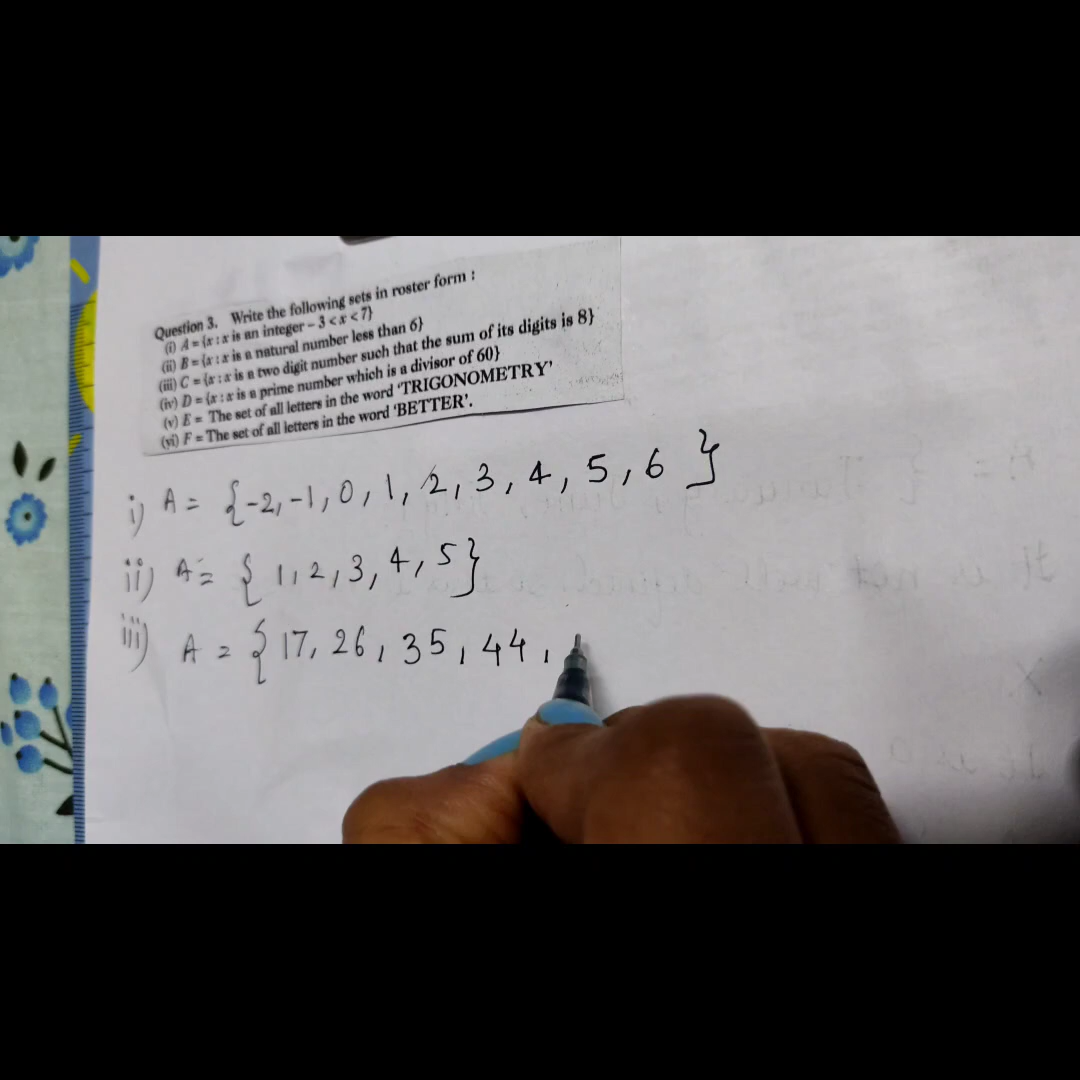 Question 3. Write the following sets in roster form :
(i) A = {x : x is an integer – 3 < x < 7}
(ii) B = {x : x is a natural number less than 6}
(iii) C = {x : x is a two digit number such that the sum of its digits is 8}
(iv) D = {x : x is a prime number which is a divisor of 60}
(v) E = The set of all letters in the word 'TRIGONOMETRY'
(vi) F = The set of all letters in the word 'BETTER'.
i) A = {-2, -1, 0, 1, 2, 3, 4, 5, 6 }
ii) A = { 1, 2, 3, 4, 5}
iii) A = { 17, 26, 35, 44,